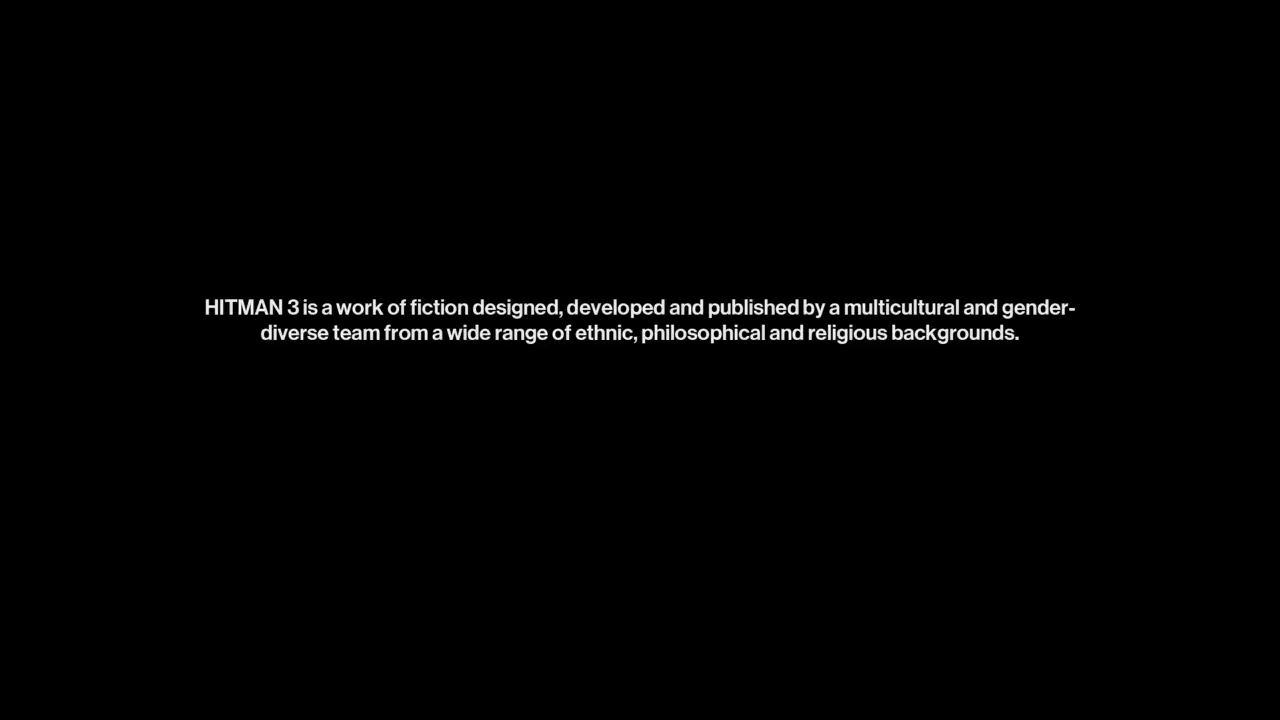 HITMAN 3 is a work of fiction designed, developed and published by a multicultural and gender-
diverse team from a wide range of ethnic, philosophical and religious backgrounds.